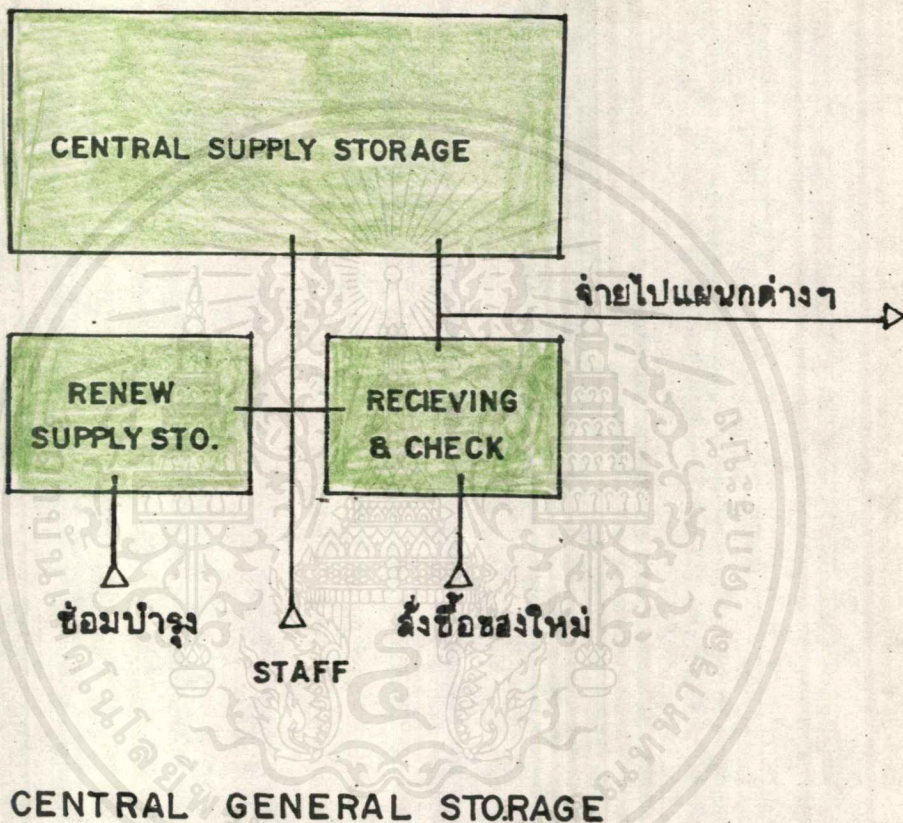 CENTRAL SUPPLY STORAGE
จ่ายไปแผนกต่างๆ
RENEW
SUPPLY STO.
RECIEVING
& CHECK
ซ่อมบำรุง
สั่งซื้อของใหม่
STAFF
CENTRAL GENERAL STORAGE